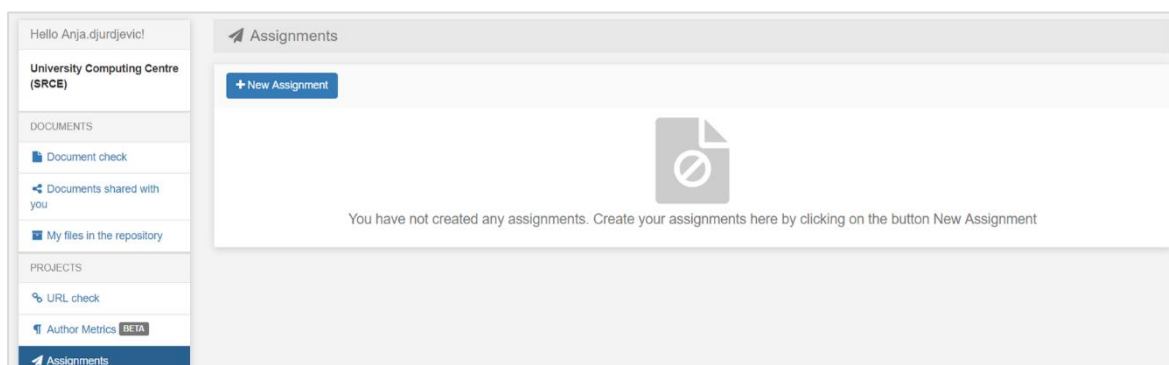 Hello Anja.djurdjevic!
University Computing Centre
(SRCE)
DOCUMENTS
Document check
Documents shared with
you
My files in the repository
PROJECTS
URL check
Author Metrics BETA
Assignments
Assignments
+ New Assignment
You have not created any assignments. Create your assignments here by clicking on the button New Assignment